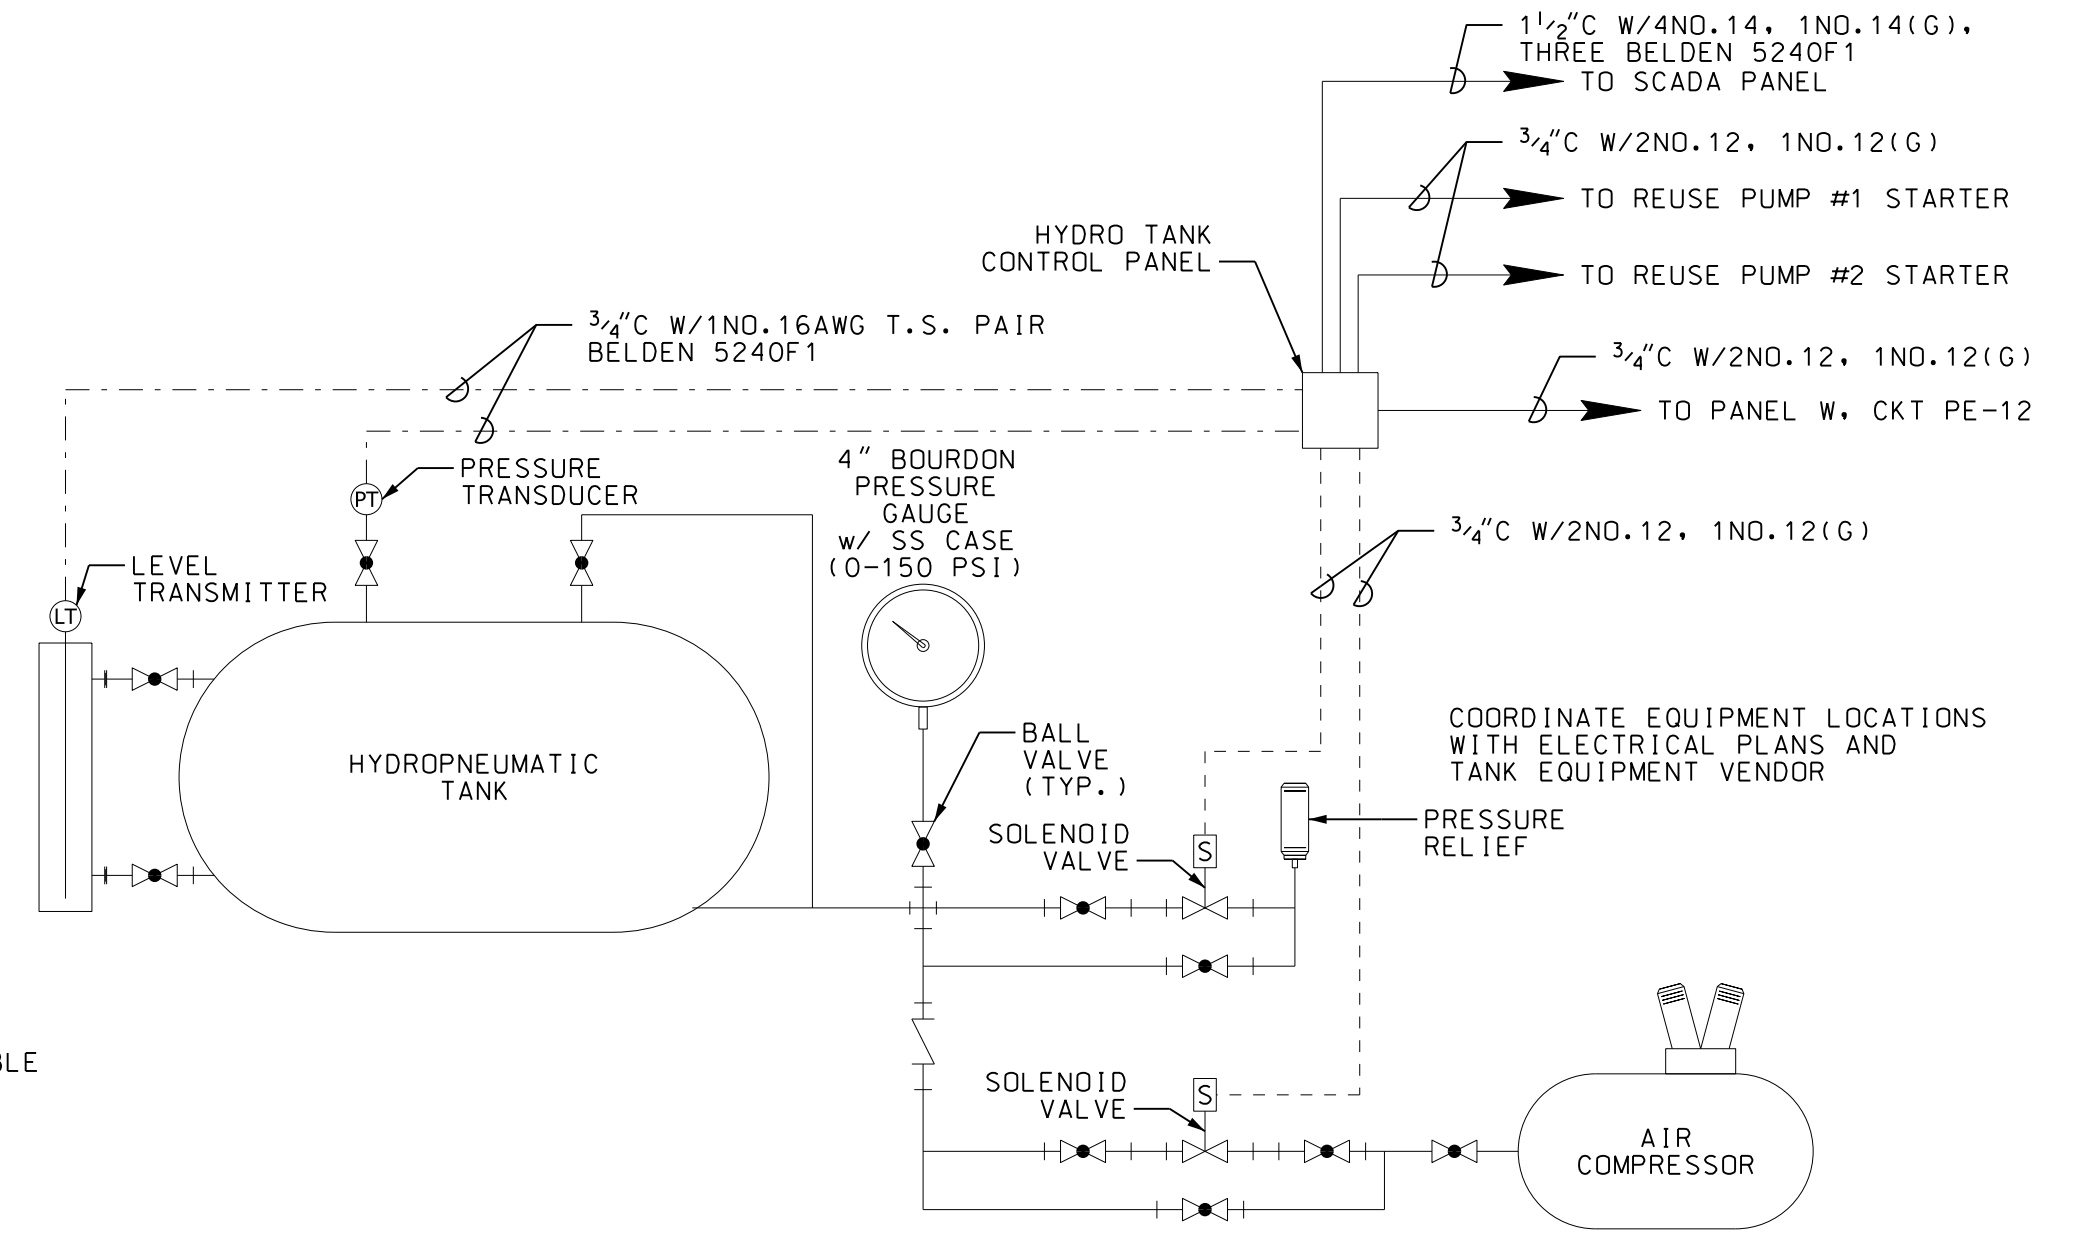 1 1/2"C W/4NO.14, 1NO.14(G),
THREE BELDEN 5240F1
TO SCADA PANEL
3/4"C W/2NO.12, 1NO.12(G)
TO REUSE PUMP #1 STARTER
HYDRO TANK
CONTROL PANEL
TO REUSE PUMP #2 STARTER
3/4"C W/1NO.16AWG T.S. PAIR
BELDEN 5240F1
3/4"C W/2NO.12, 1NO.12(G)
TO PANEL W, CKT PE-12
4" BOURDON
PRESSURE
GAUGE
w/ SS CASE
(0-150 PSI)
PRESSURE
TRANSDUCER
PT
3/4"C W/2NO.12, 1NO.12(G)
LEVEL
TRANSMITTER
LT
HYDROPNEUMATIC
TANK
BALL
VALVE
(TYP.)
COORDINATE EQUIPMENT LOCATIONS
WITH ELECTRICAL PLANS AND
TANK EQUIPMENT VENDOR
SOLENOID
VALVE
S
PRESSURE
RELIEF
BLE
SOLENOID
VALVE
S
AIR
COMPRESSOR